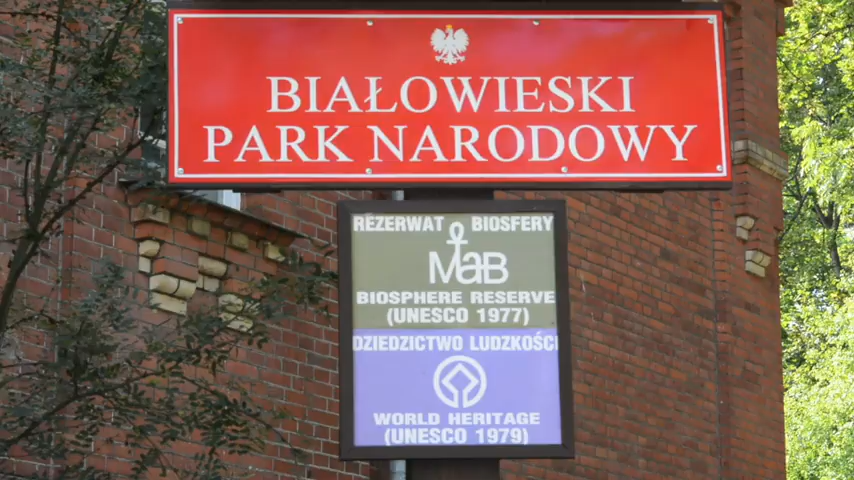 BIAŁOWIESKI
PARK NARODOWY
REZERWAT BIOSFERY
MaB
BIOSPHERE RESERVE
(UNESCO 1977)
DZIEDZICTWO LUDZKOŚCI
WORLD HERITAGE
(UNESCO 1979)